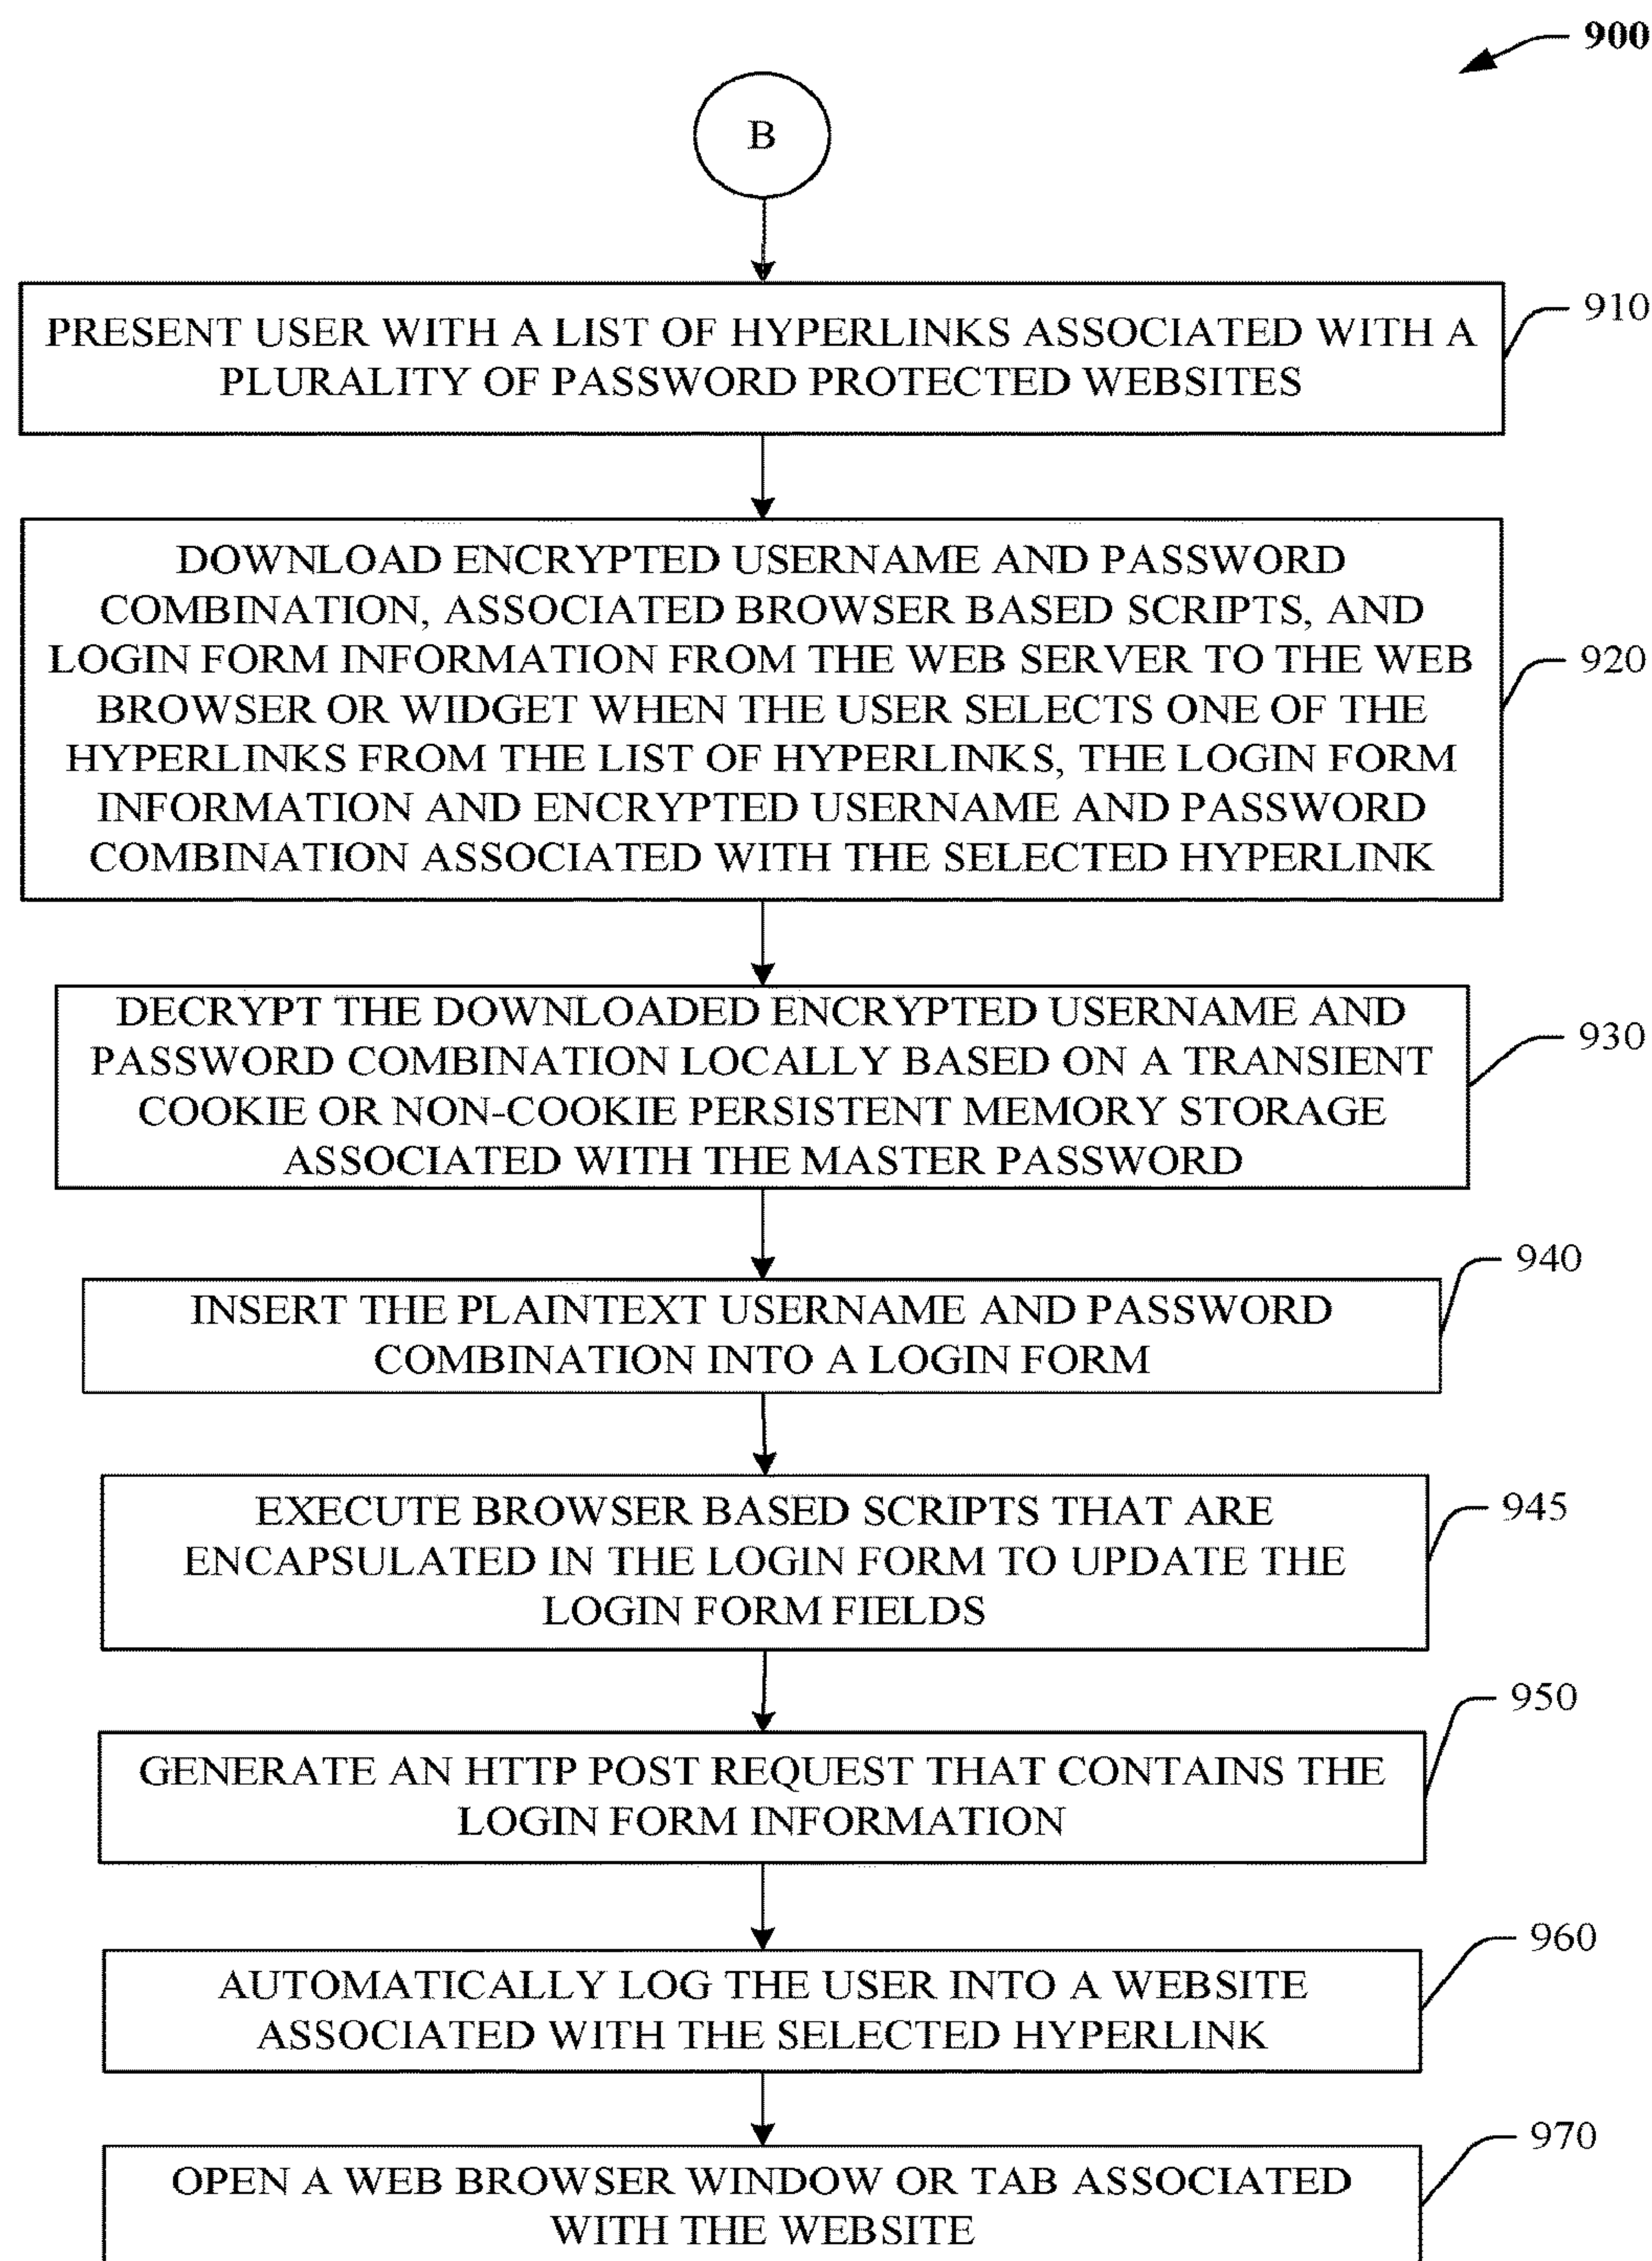 900
B
PRESENT USER WITH A LIST OF HYPERLINKS ASSOCIATED WITH A
PLURALITY OF PASSWORD PROTECTED WEBSITES
910
DOWNLOAD ENCRYPTED USERNAME AND PASSWORD
COMBINATION, ASSOCIATED BROWSER BASED SCRIPTS, AND
LOGIN FORM INFORMATION FROM THE WEB SERVER TO THE WEB
BROWSER OR WIDGET WHEN THE USER SELECTS ONE OF THE
HYPERLINKS FROM THE LIST OF HYPERLINKS, THE LOGIN FORM
INFORMATION AND ENCRYPTED USERNAME AND PASSWORD
COMBINATION ASSOCIATED WITH THE SELECTED HYPERLINK
920
DECRYPT THE DOWNLOADED ENCRYPTED USERNAME AND
PASSWORD COMBINATION LOCALLY BASED ON A TRANSIENT
COOKIE OR NON-COOKIE PERSISTENT MEMORY STORAGE
ASSOCIATED WITH THE MASTER PASSWORD
930
INSERT THE PLAINTEXT USERNAME AND PASSWORD
COMBINATION INTO A LOGIN FORM
940
EXECUTE BROWSER BASED SCRIPTS THAT ARE
ENCAPSULATED IN THE LOGIN FORM TO UPDATE THE
LOGIN FORM FIELDS
945
GENERATE AN HTTP POST REQUEST THAT CONTAINS THE
LOGIN FORM INFORMATION
950
AUTOMATICALLY LOG THE USER INTO A WEBSITE
ASSOCIATED WITH THE SELECTED HYPERLINK
960
OPEN A WEB BROWSER WINDOW OR TAB ASSOCIATED
WITH THE WEBSITE
970